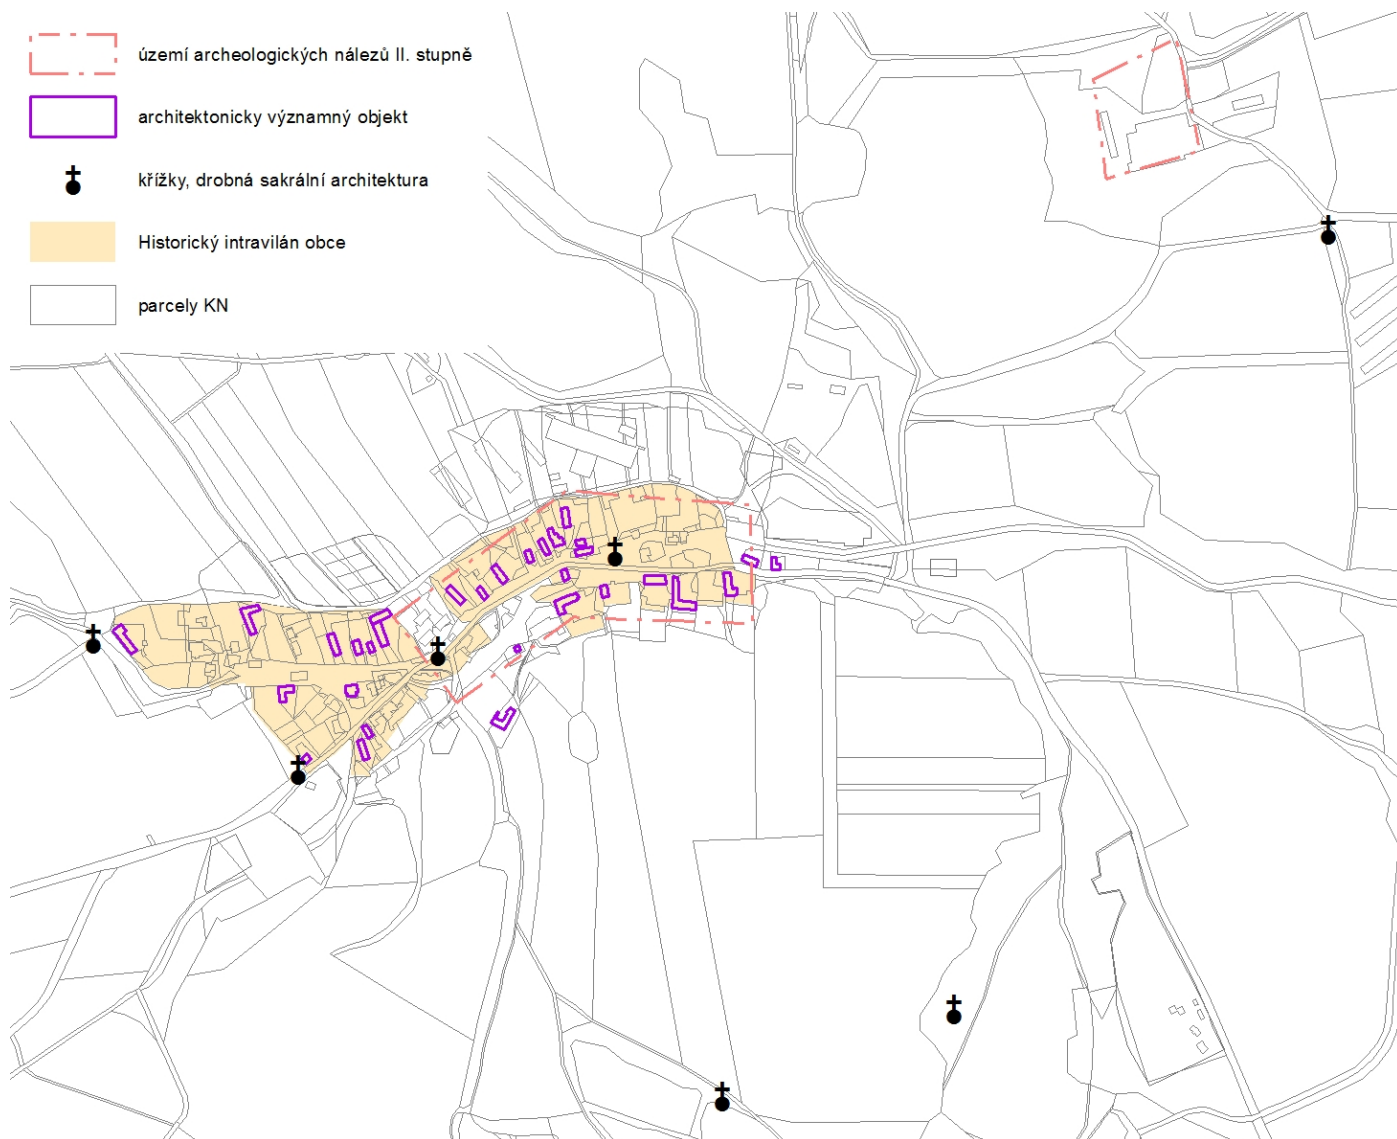 území archeologických nálezů II. stupně
architektonicky významný objekt
křížky, drobná sakrální architektura
Historický intravilán obce
parcely KN